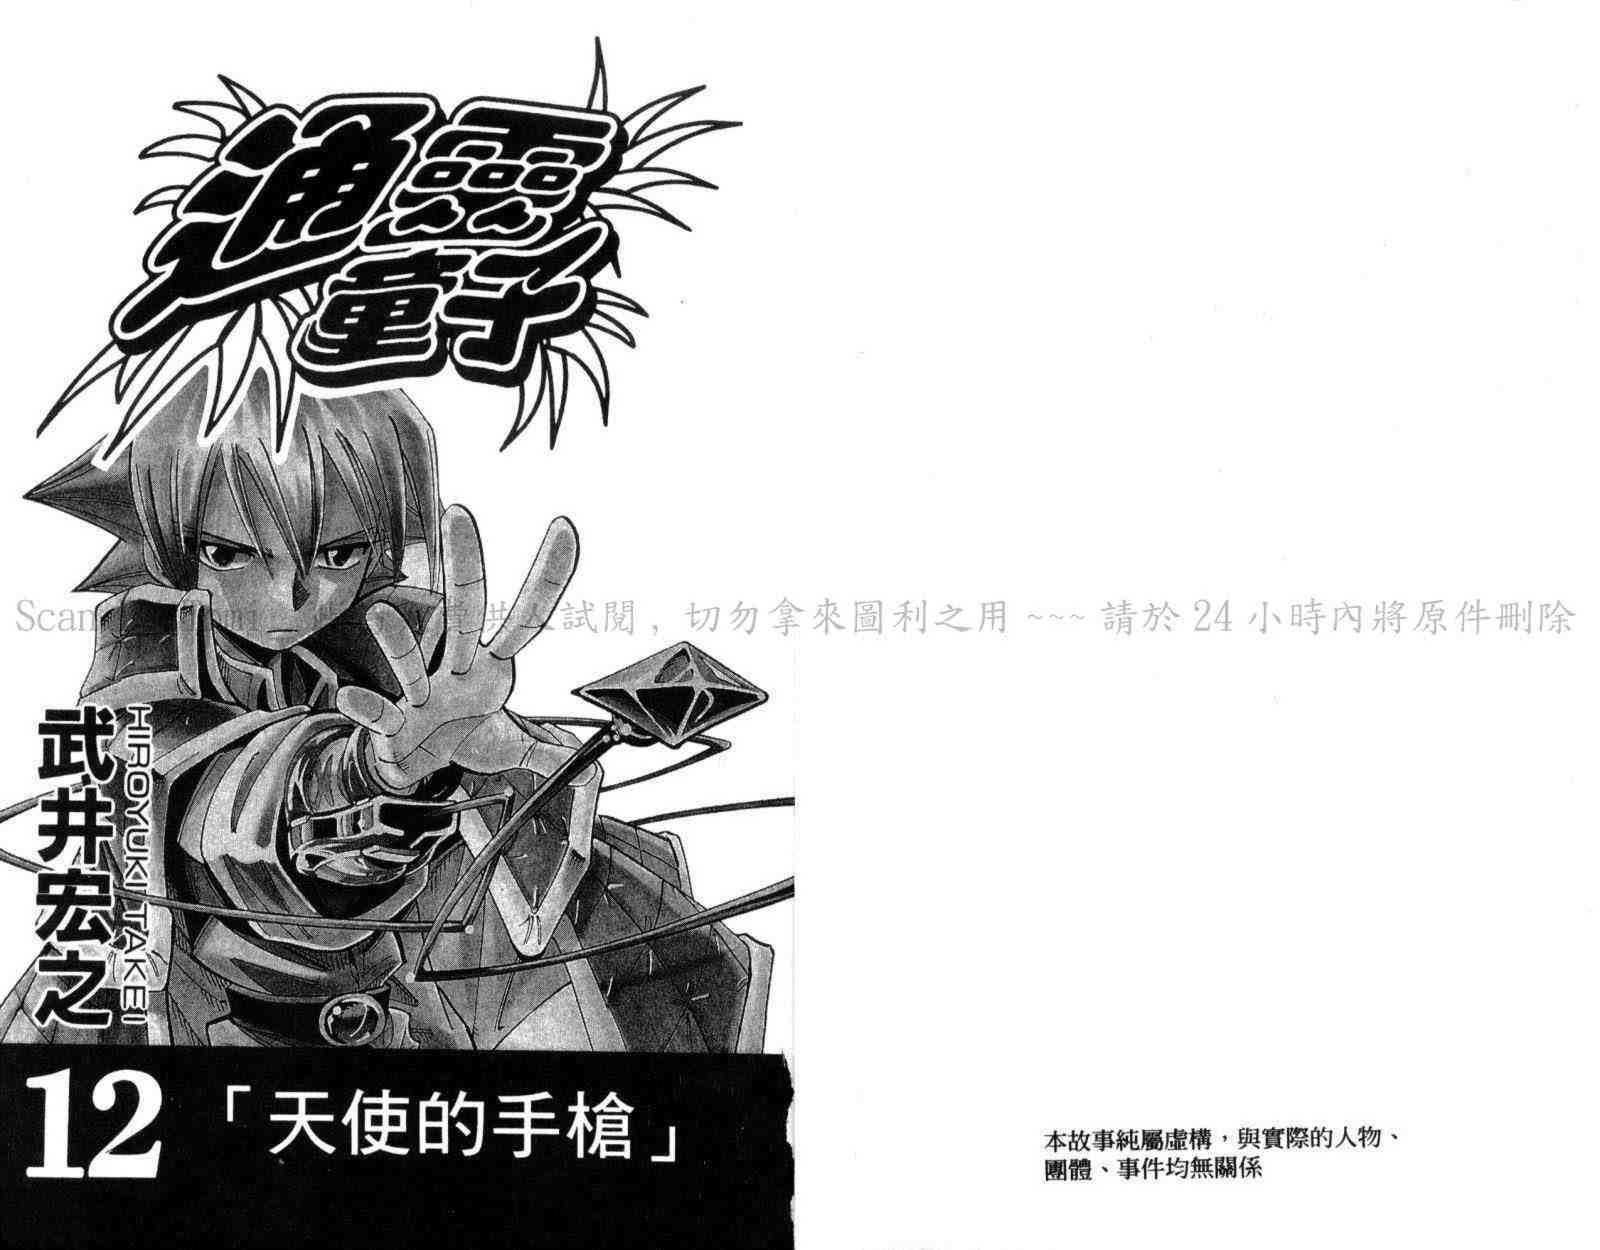 通靈
童子
武井宏之
HIROYUKI TAKEI
12
「天使的手槍」
Scan
人試閱, 切勿拿來圖利之用 ~~~ 請於 24 小時內將原件刪除
本故事純屬虛構，與實際的人物、
團體、事件均無關係